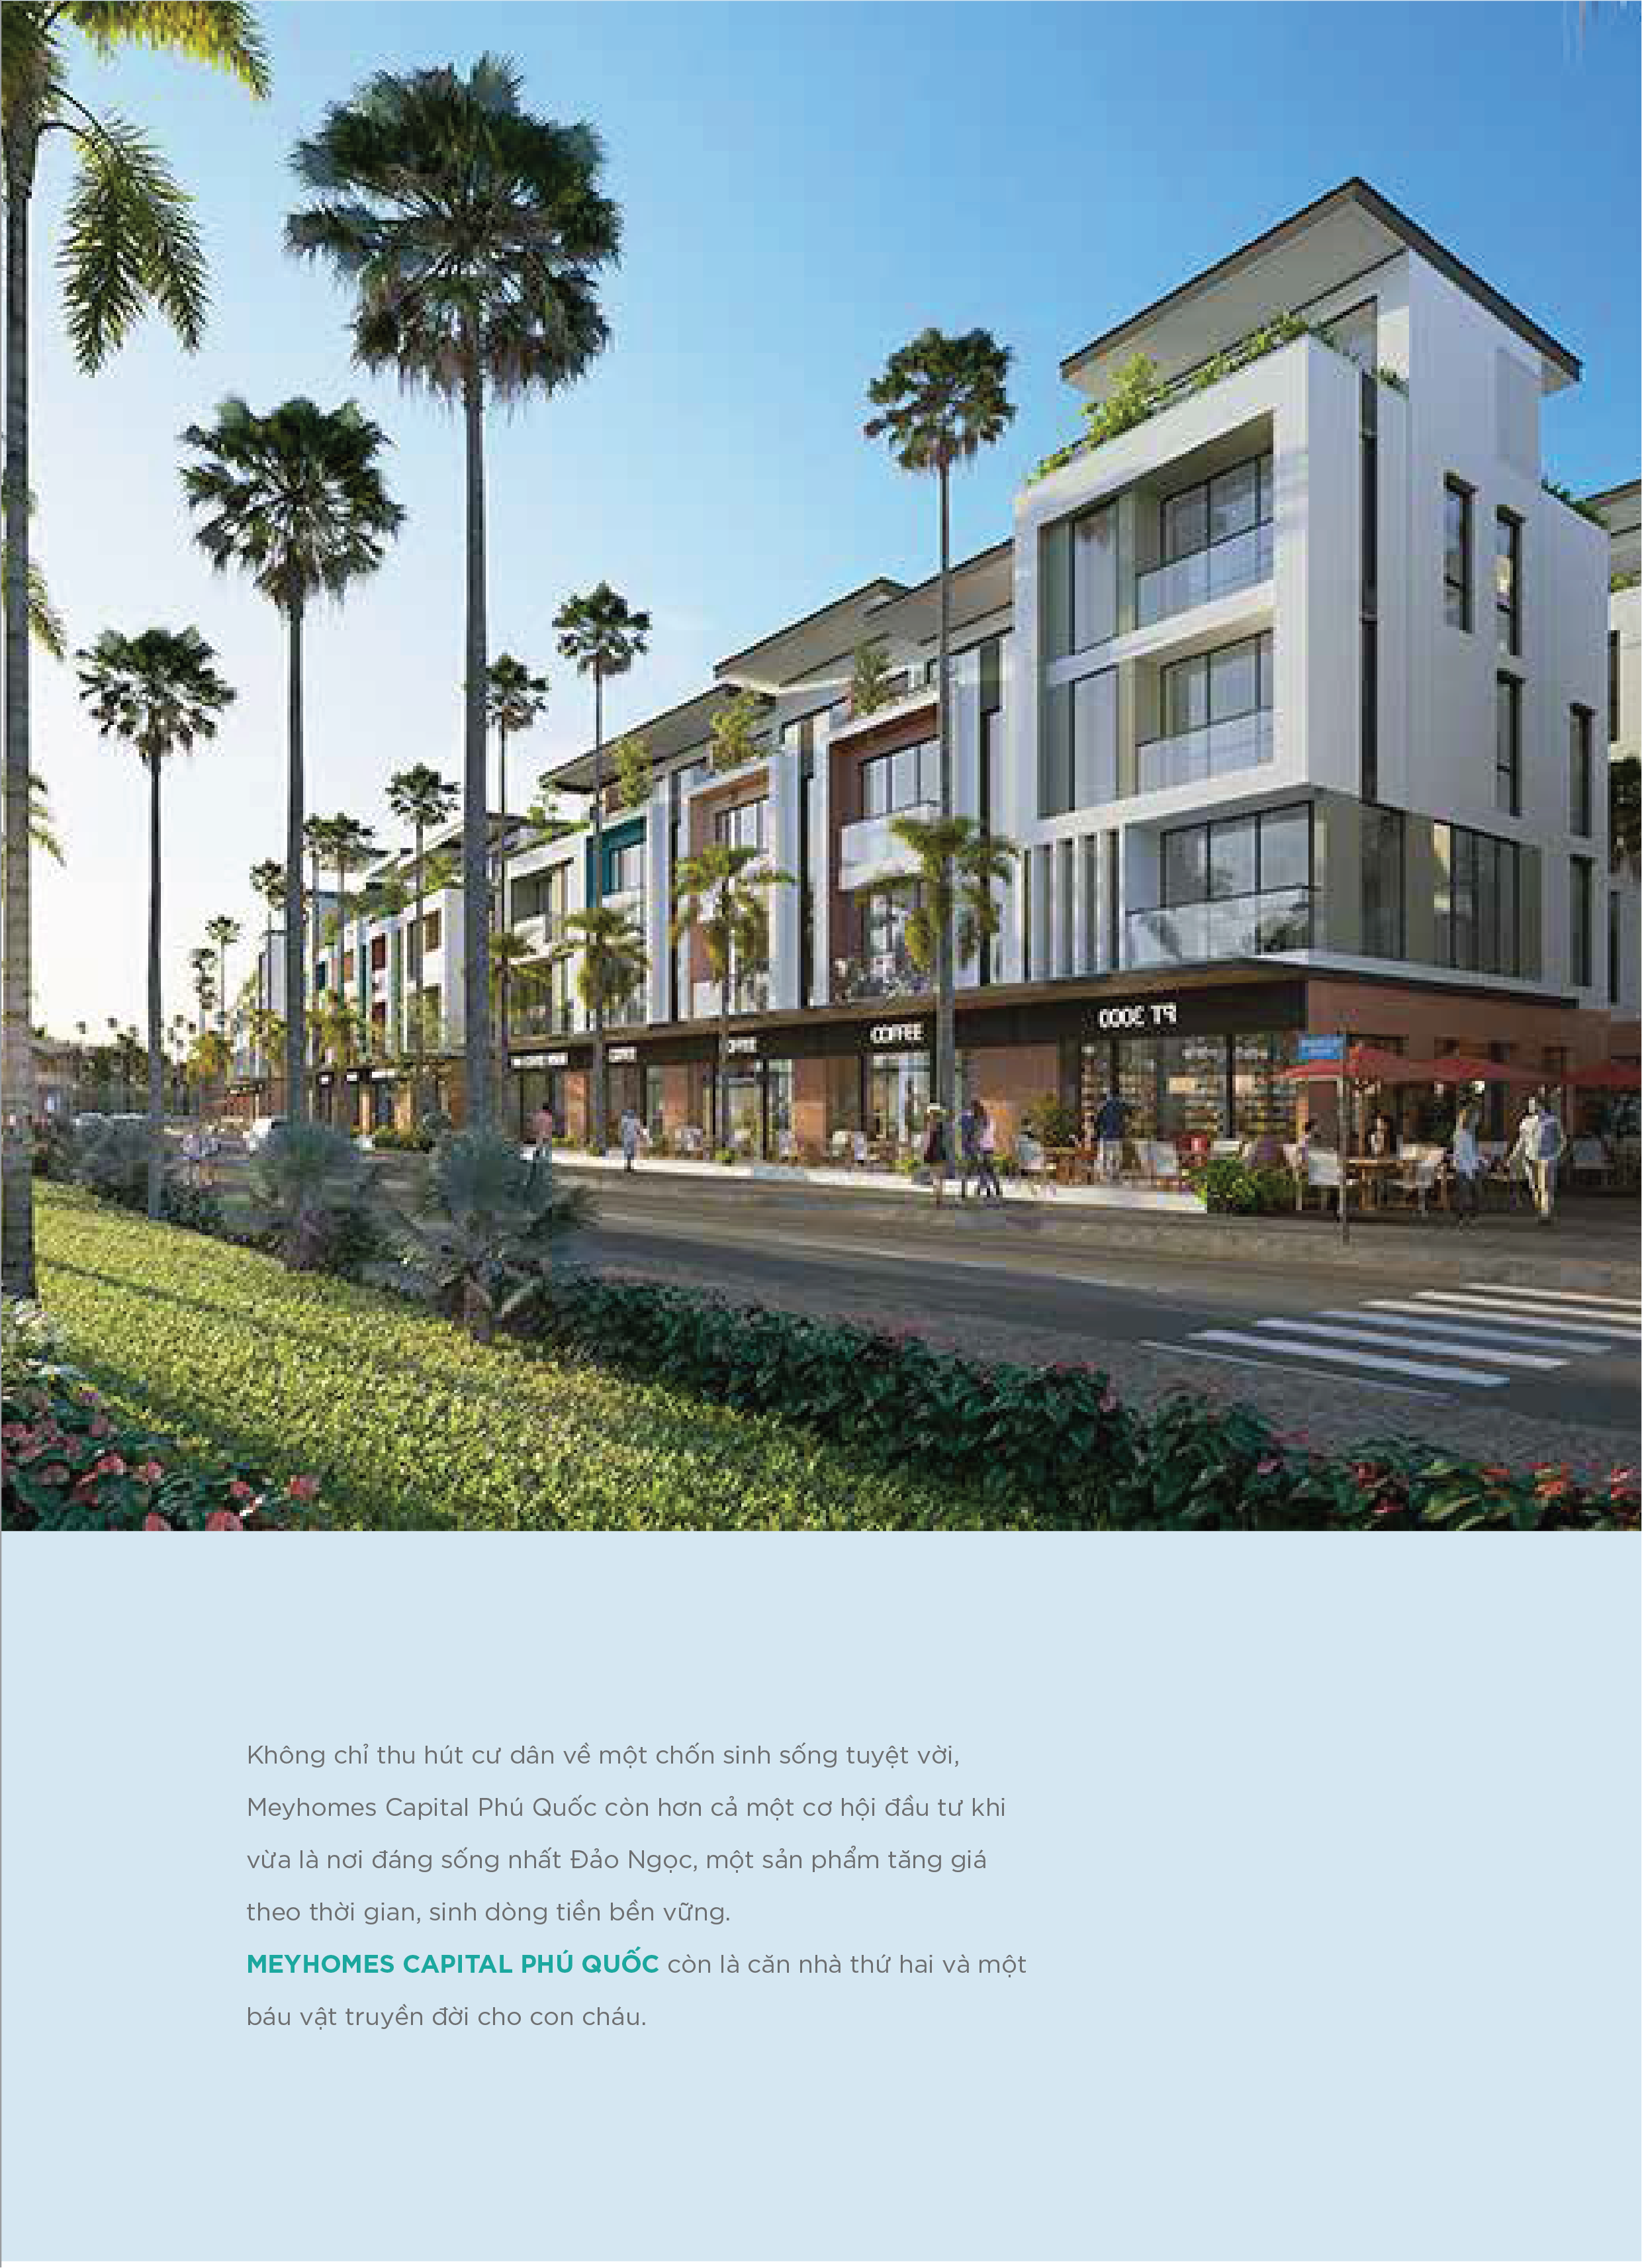 COFFEE
Không chỉ thu hút cư dân về một chốn sinh sống tuyệt vời,
Meyhomes Capital Phú Quốc còn hơn cả một cơ hội đầu tư khi
vừa là nơi đáng sống nhất Đảo Ngọc, một sản phẩm tăng giá
theo thời gian, sinh dòng tiền bền vững.
MEYHOMES CAPITAL PHÚ QUỐC còn là căn nhà thứ hai và một
báu vật truyền đời cho con cháu.